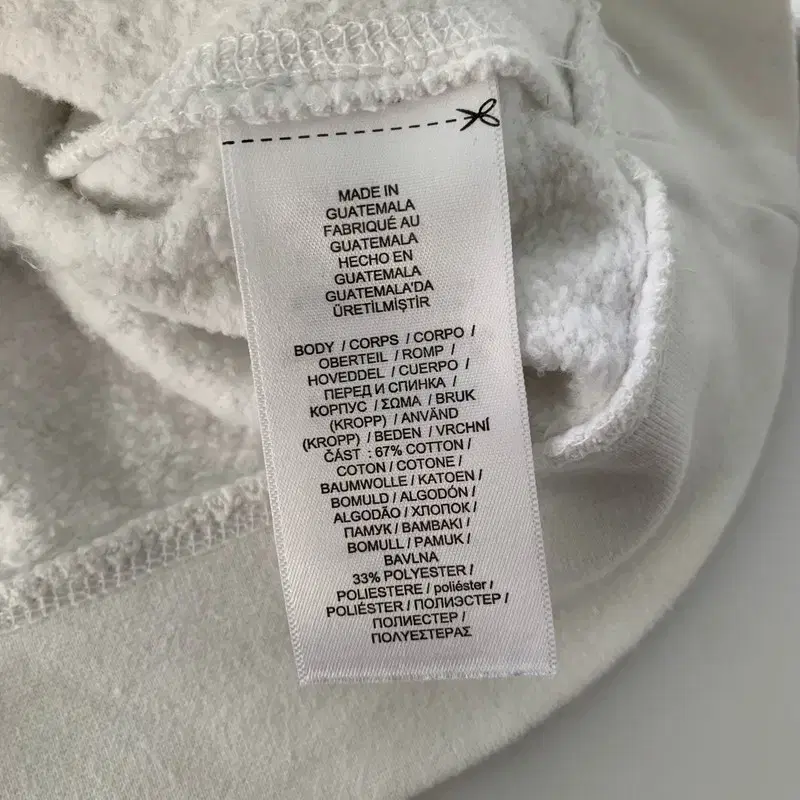 MADE IN
GUATEMALA
FABRIQUÉ AU
GUATEMALA
HECHO EN
GUATEMALA
GUATEMALA'DA
ÜRETİLMİŞTİR
BODY / CORPS / CORPO /
OBERTEIL / ROMP /
HOVEDDEL / CUERPO /
ПЕРЕД И СПИНКА /
КОРПУС / ΣΩΜΑ / BRUK
(KROPP) / ANVÄND
(KROPP) / BEDEN / VRCHNÍ
ČÁST : 67% COTTON /
COTON / COTONE /
BAUMWOLLE / KATOEN /
BOMULD / ALGODÓN /
ALGODÃO / ХЛОПОК /
ПАМУК / ΒΑΜΒΑΚΙ /
BOMULL / PAMUK /
BAVLNA
33% POLYESTER /
POLIESTERE / poliéster /
POLIÉSTER / ПОЛИЭСТЕР /
ПОЛИЕСТЕР /
ΠΟΛΥΕΣΤΕΡΑΣ